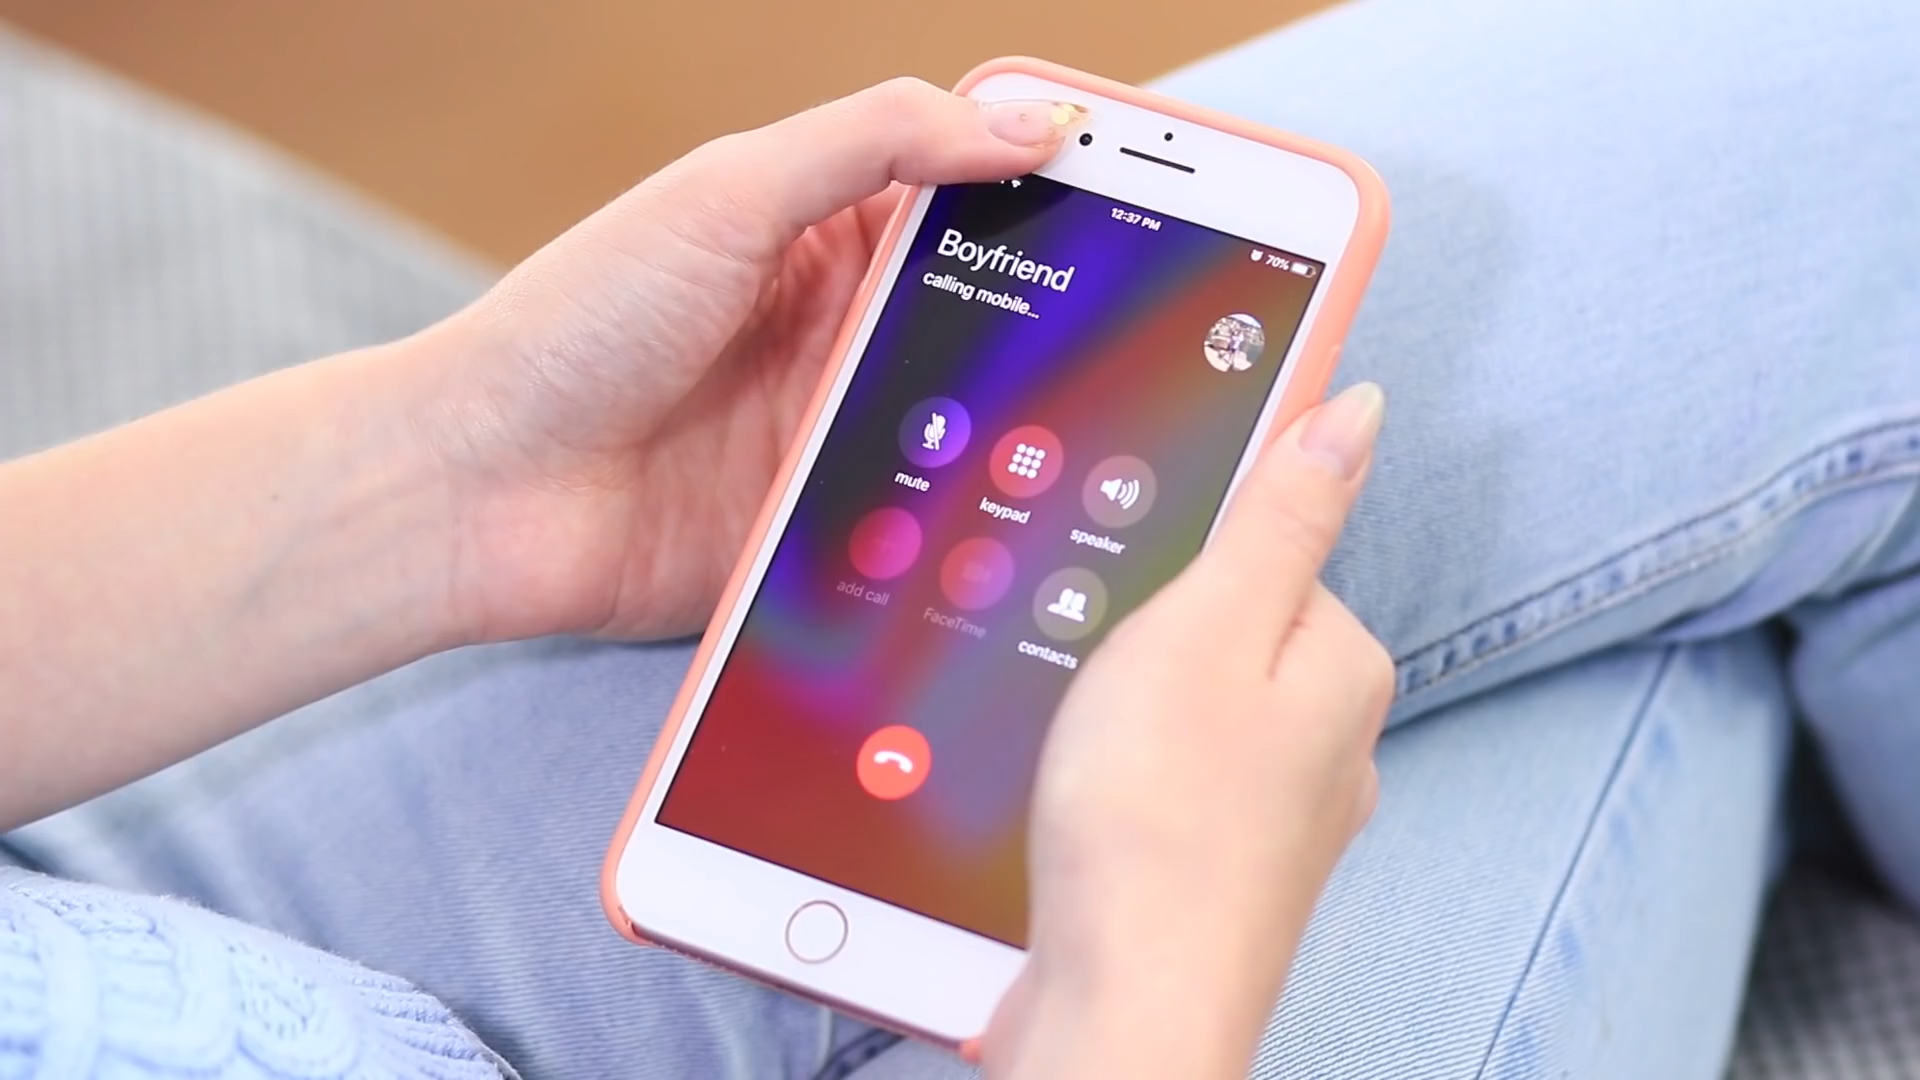 12:37 PM
70%
Boyfriend
calling mobile...
mute
keypad
speaker
add call
FaceTime
contacts